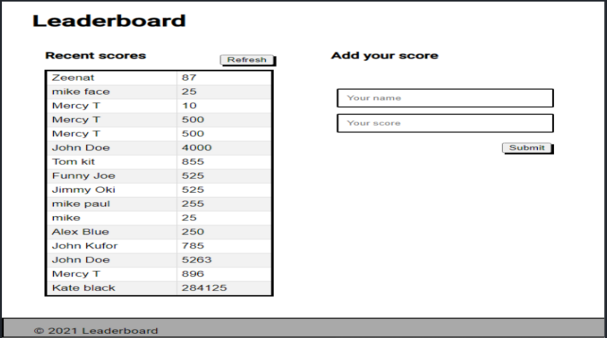 Leaderboard
Recent scores
Refresh
Zeenat 87
mike face 25
Mercy T 10
Mercy T 500
Mercy T 500
John Doe 4000
Tom kit 855
Funny Joe 525
Jimmy Oki 525
mike paul 255
mike 25
Alex Blue 250
John Kufor 785
John Doe 5263
Mercy T 896
Kate black 284125
Add your score
Your name
Your score
Submit
© 2021 Leaderboard